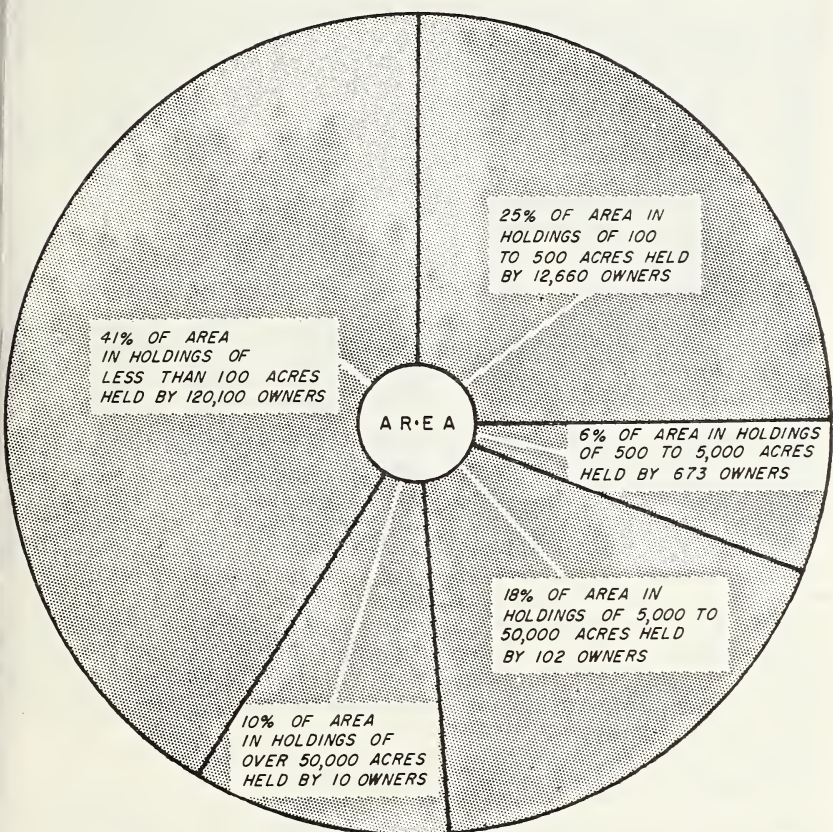 25% OF AREA IN
HOLDINGS OF 100
TO 500 ACRES HELD
BY 12,660 OWNERS
41% OF AREA
IN HOLDINGS OF
LESS THAN 100 ACRES
HELD BY 120,100 OWNERS
AR·EA
6% OF AREA IN HOLDINGS
OF 500 TO 5,000 ACRES
HELD BY 673 OWNERS
18% OF AREA IN
HOLDINGS OF 5,000 TO
50,000 ACRES HELD
BY 102 OWNERS
10% OF AREA
IN HOLDINGS OF
OVER 50,000 ACRES
HELD BY 10 OWNERS